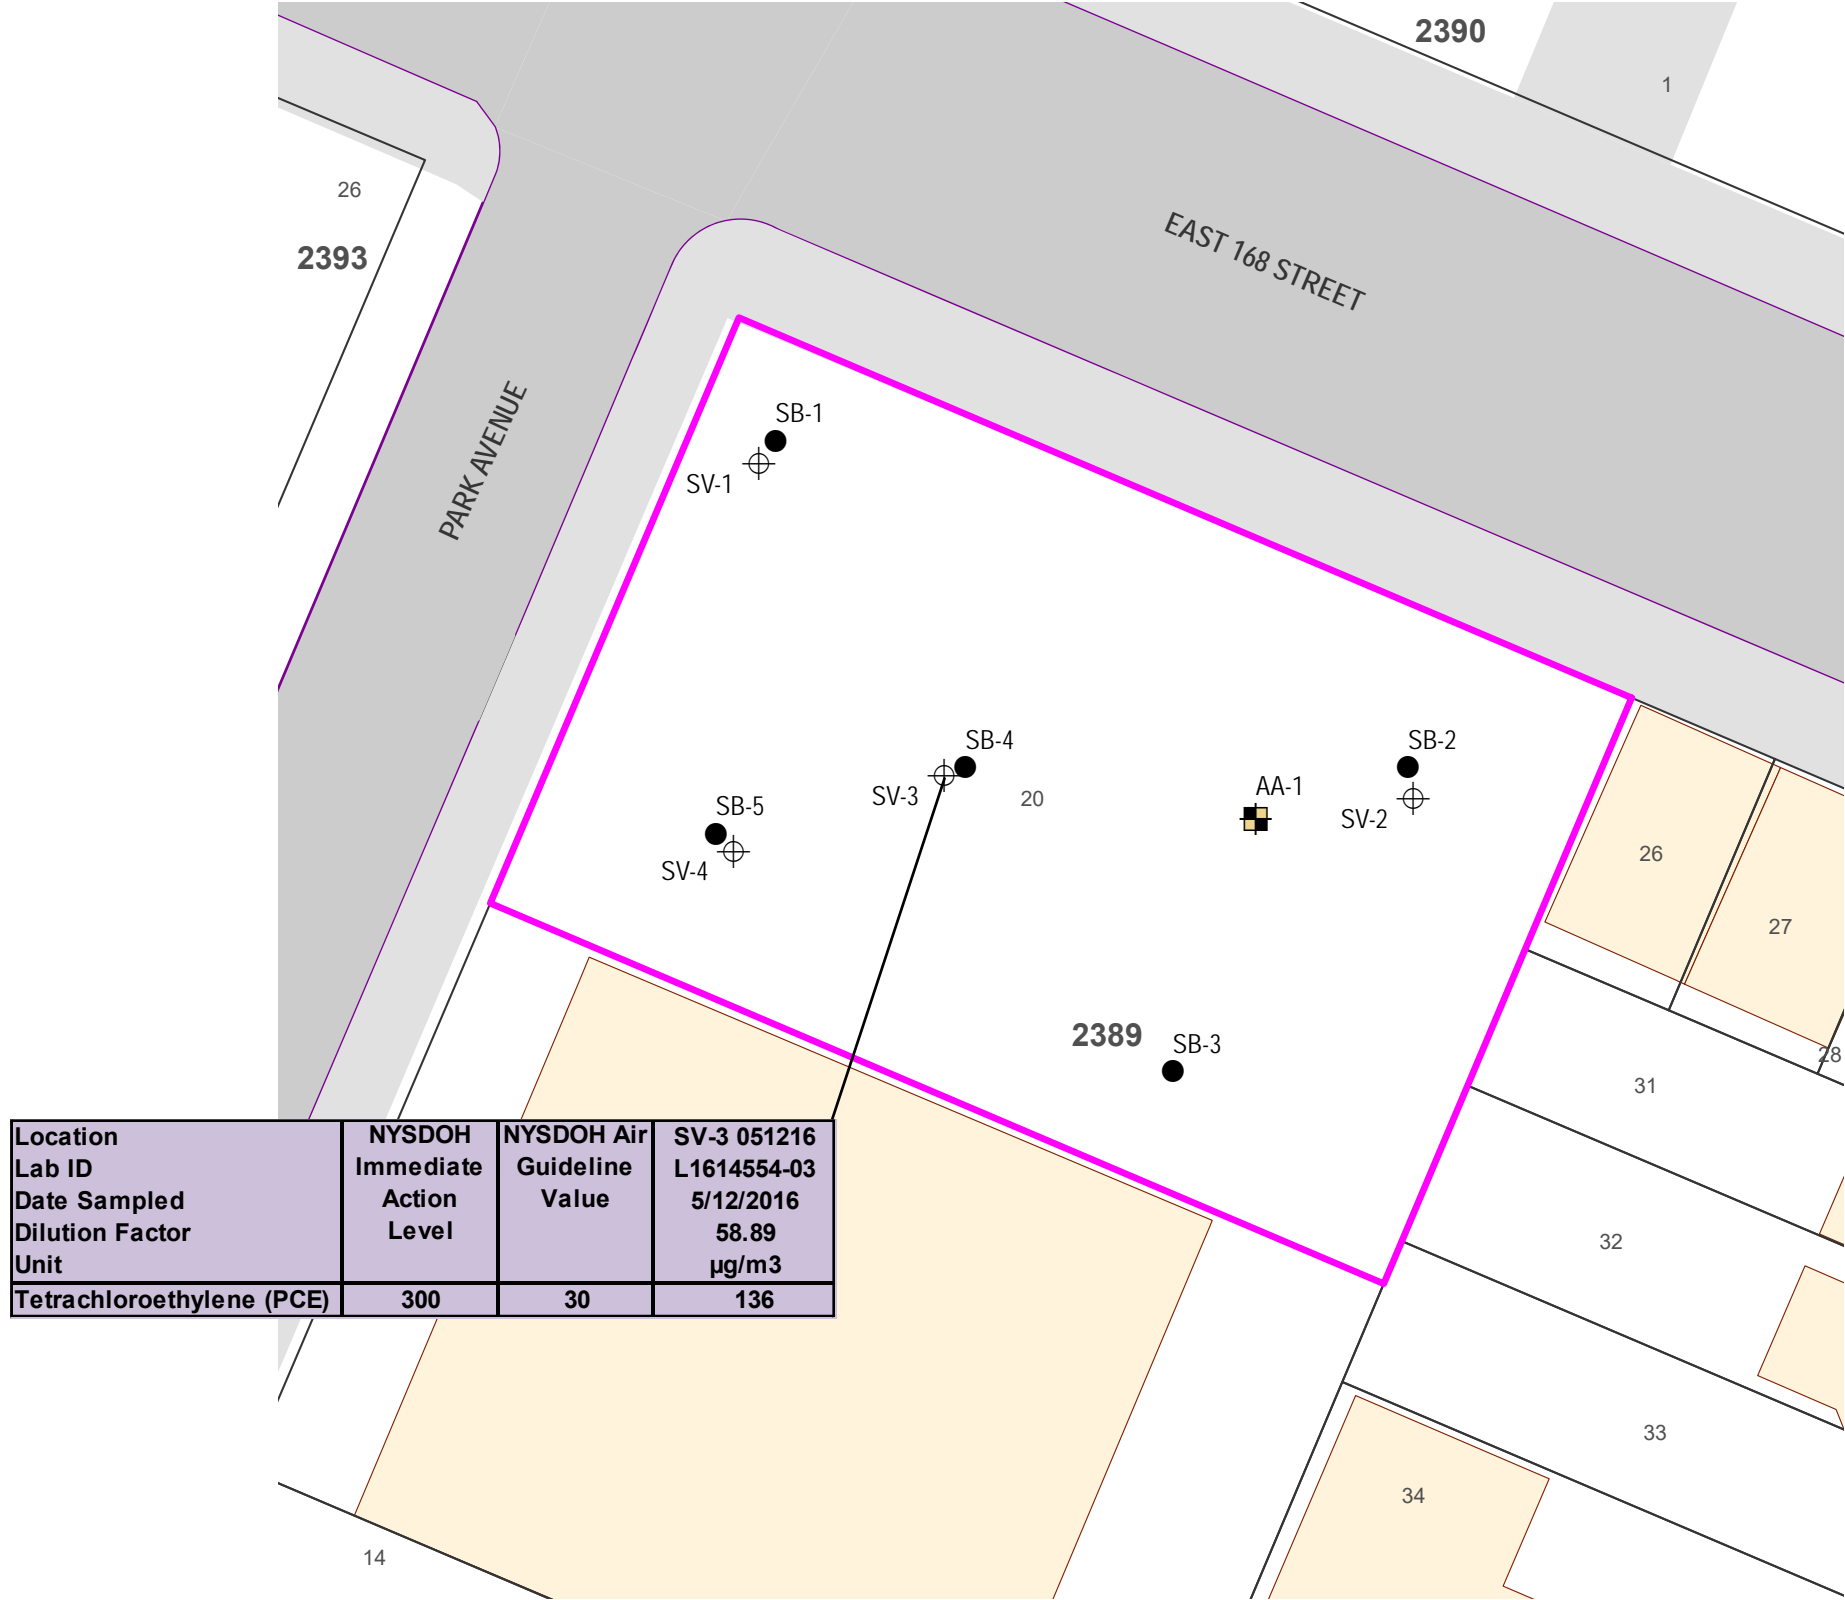 2390
1
26
2393
EAST 168 STREET
PARK AVENUE
SB-1
SV-1
SB-4
SV-3
20
SB-2
AA-1
SV-2
SB-5
SV-4
26
27
2389
SB-3
28
31
32
33
34
14
Location NYSDOH NYSDOH Air SV-3 051216
Lab ID Immediate Guideline L1614554-03
Date Sampled Action Value 5/12/2016
Dilution Factor Level 58.89
Unit µg/m3
Tetrachloroethylene (PCE) 300 30 136